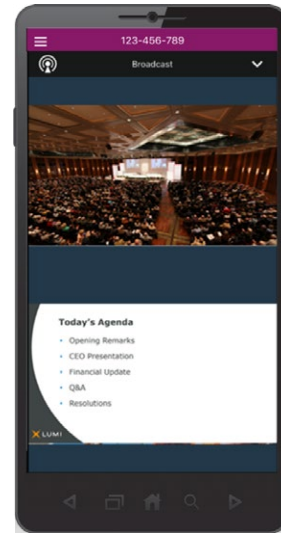 123-456-789
Broadcast
Today's Agenda
Opening Remarks
CEO Presentation
Financial Update
Q&A
Resolutions
LUMI